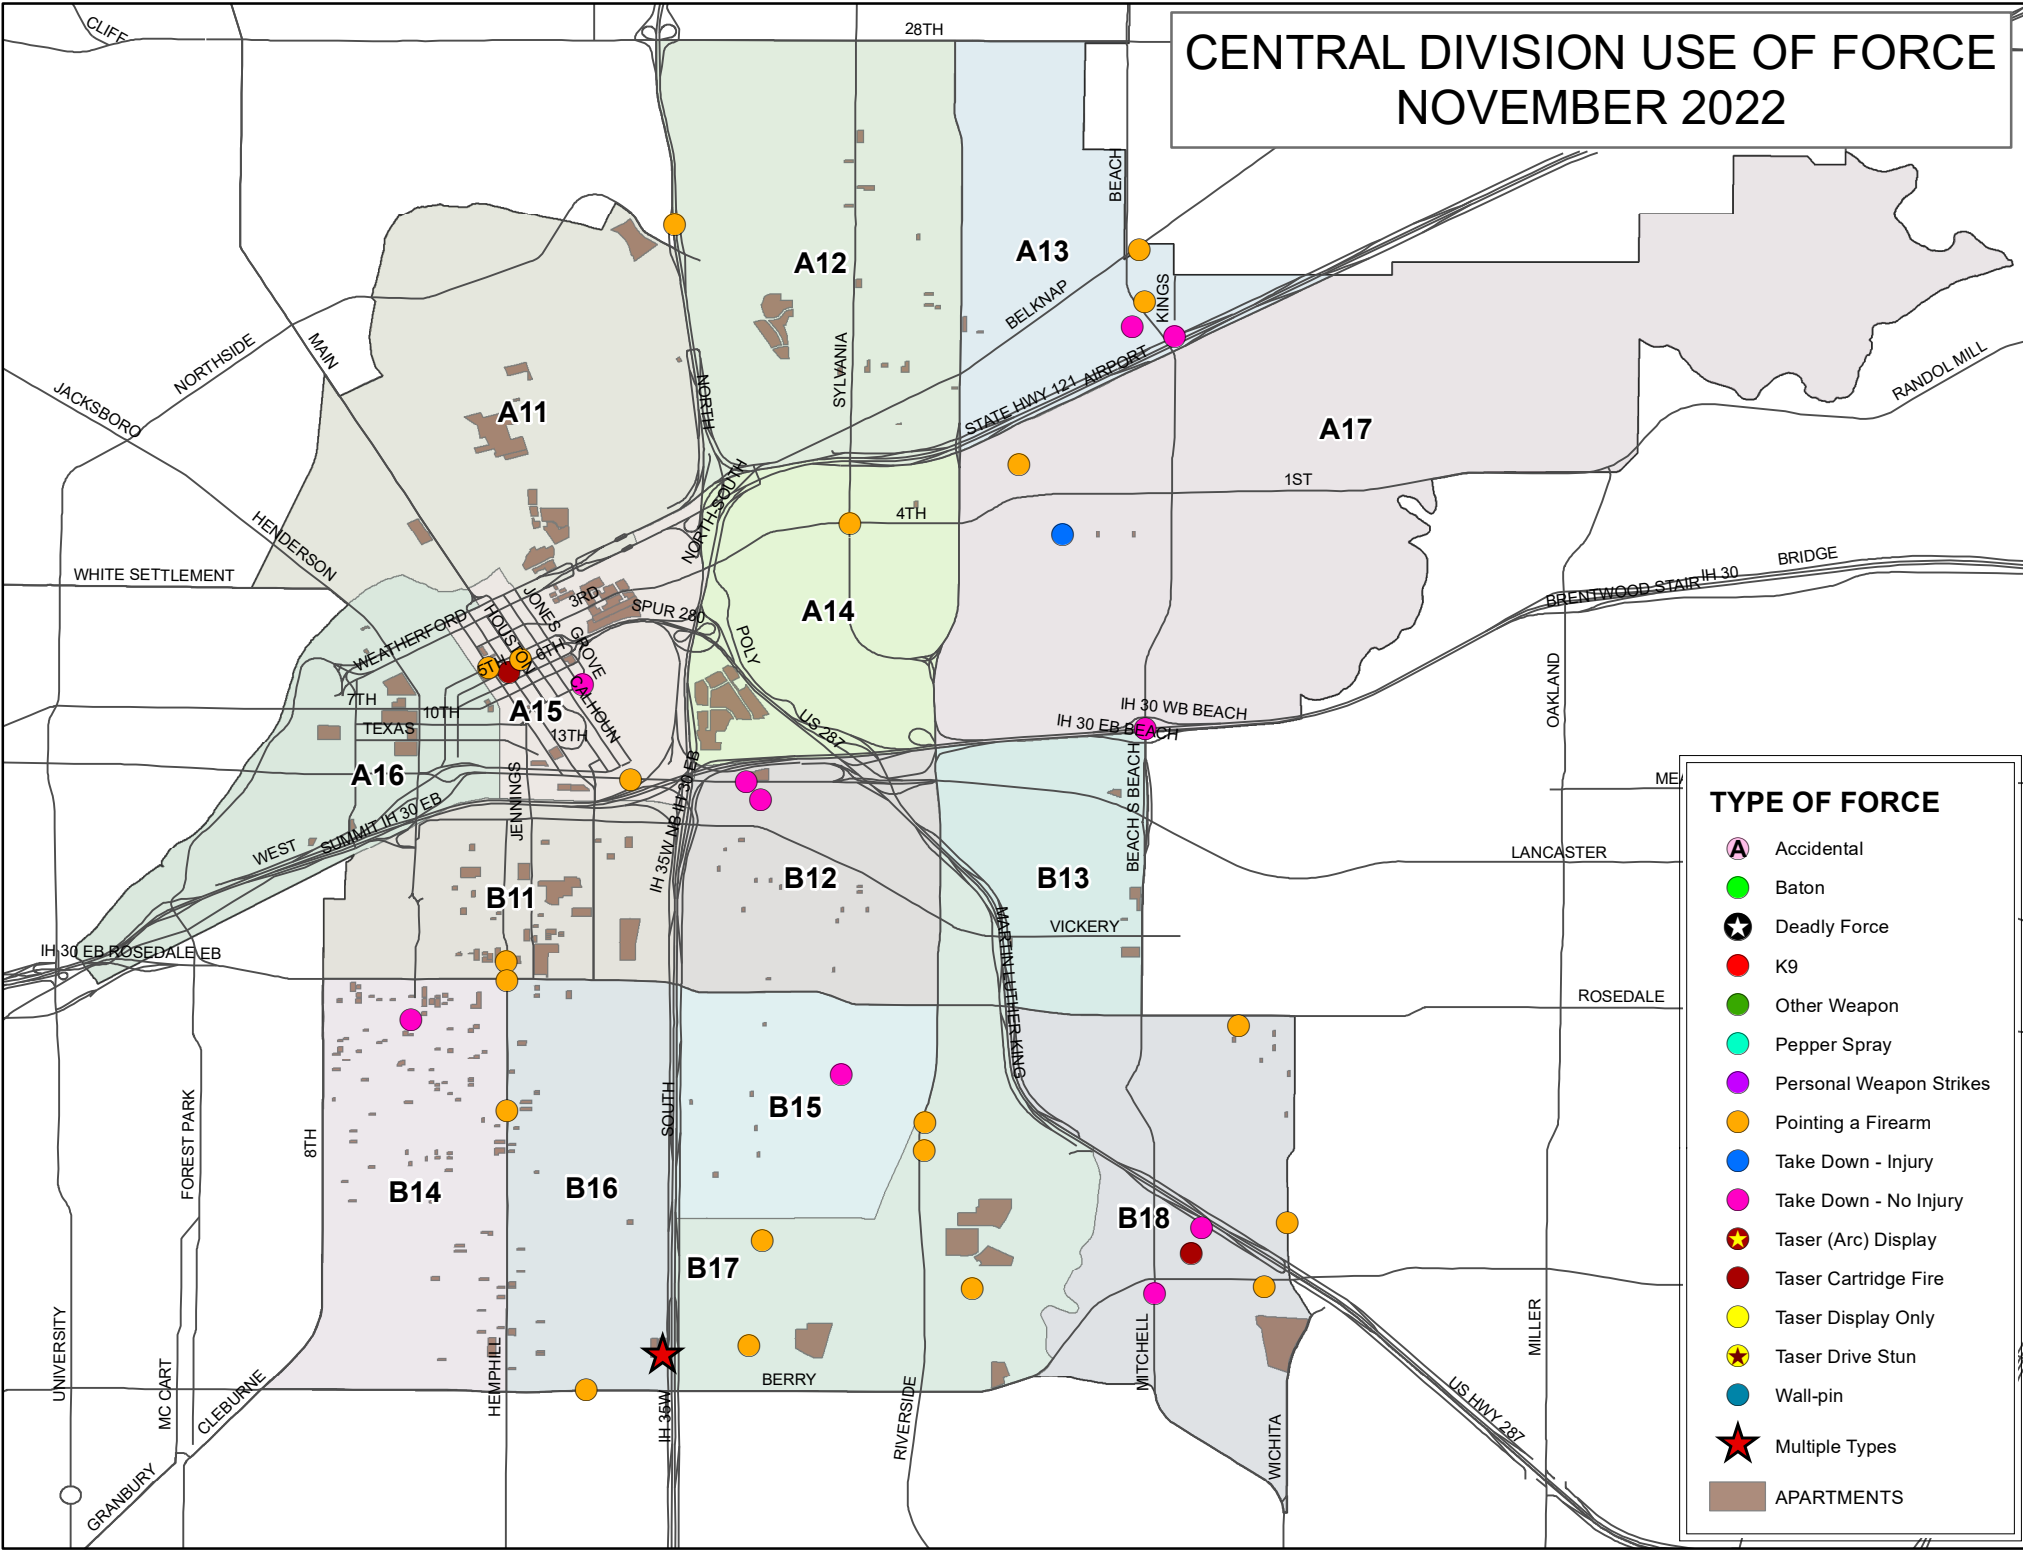 CENTRAL DIVISION USE OF FORCE
NOVEMBER 2022
CLIFF
28TH
BEACH
A12
A13
KINGS
BELKNAP
NORTHSIDE
MAIN
SYLVANIA
STATE HWY 121
AIRPORT
RANDOL MILL
JACKSBORO
NORTH
A11
A17
1ST
NORTH-SOUTH
4TH
HENDERSON
WHITE SETTLEMENT
BRIDGE
IH 30
BRENTWOOD STAIR
JONES
3RD
SPUR 280
A14
HOUSTON
WEATHERFORD
GROVE
POLY
5TH
6TH
OAKLAND
7TH
10TH
A15
CALHOUN
TEXAS
13TH
US 287
IH 30 WB BEACH
IH 30 EB BEACH
A16
JENNINGS
IH 35W NB IH 30 EB
BEACH S BEACH
MEA
SUMMIT IH 30 EB
WEST
LANCASTER
B11
B12
B13
VICKERY
MARTIN LUTHER KING
IH 30 EB ROSEDALE EB
ROSEDALE
FOREST PARK
8TH
SOUTH
B15
B14
B16
B18
B17
UNIVERSITY
MC CART
CLEBURNE
GRANBURY
HEMPHILL
IH 35W
BERRY
RIVERSIDE
MITCHELL
WICHITA
US HWY 287
MILLER
TYPE OF FORCE
A Accidental
Baton
Deadly Force
K9
Other Weapon
Pepper Spray
Personal Weapon Strikes
Pointing a Firearm
Take Down - Injury
Take Down - No Injury
Taser (Arc) Display
Taser Cartridge Fire
Taser Display Only
Taser Drive Stun
Wall-pin
Multiple Types
APARTMENTS